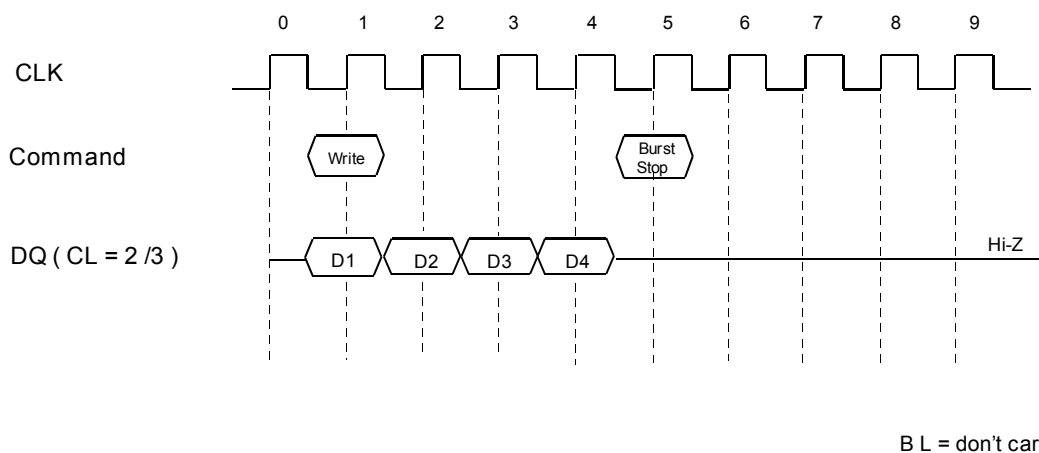 0 1 2 3 4 5 6 7 8 9
CLK
Command
Write
Burst
Stop
DQ ( CL = 2 /3 )
D1 D2 D3 D4
Hi-Z
B L = don't car